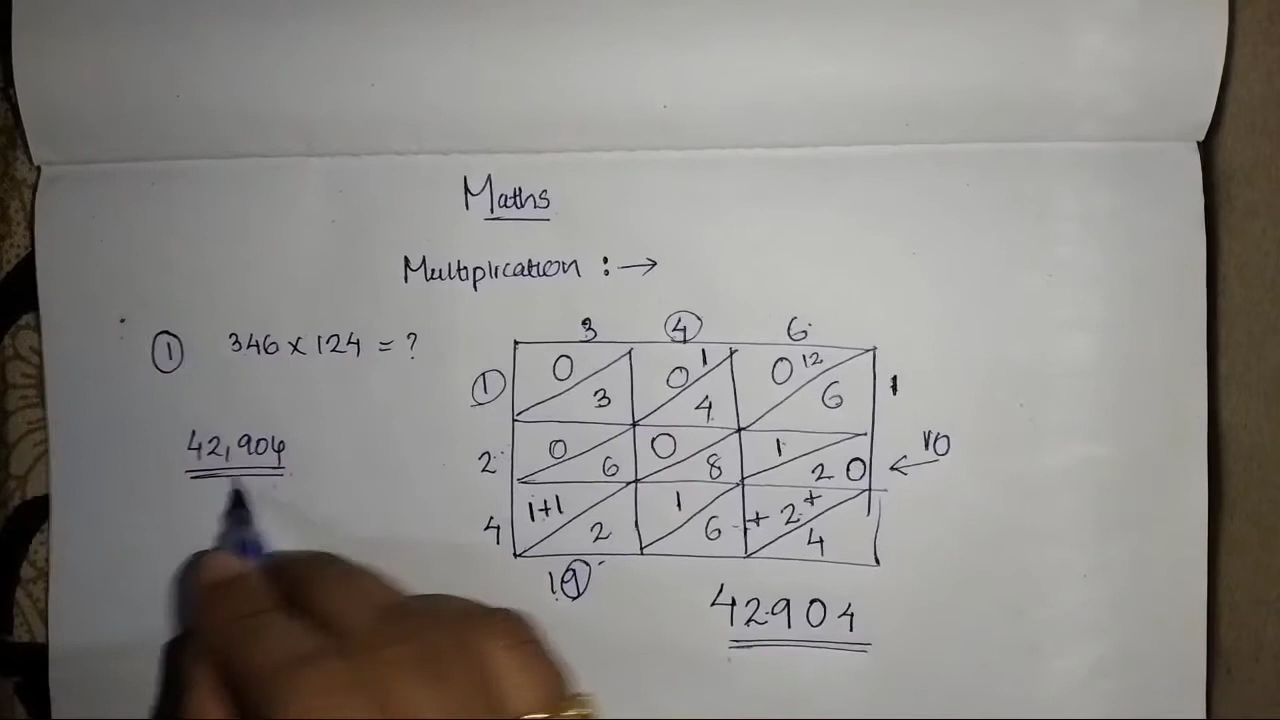 Maths
Multiplication :→
① 346 x 124 = ?
42,904
3 ④ 6
① 0 3 0 1 4 0 12 6 1
2 0 6 0 8 1 2 0 ← 10
4 1+1 2 1 6 + 2 + 4
1⑨
42904